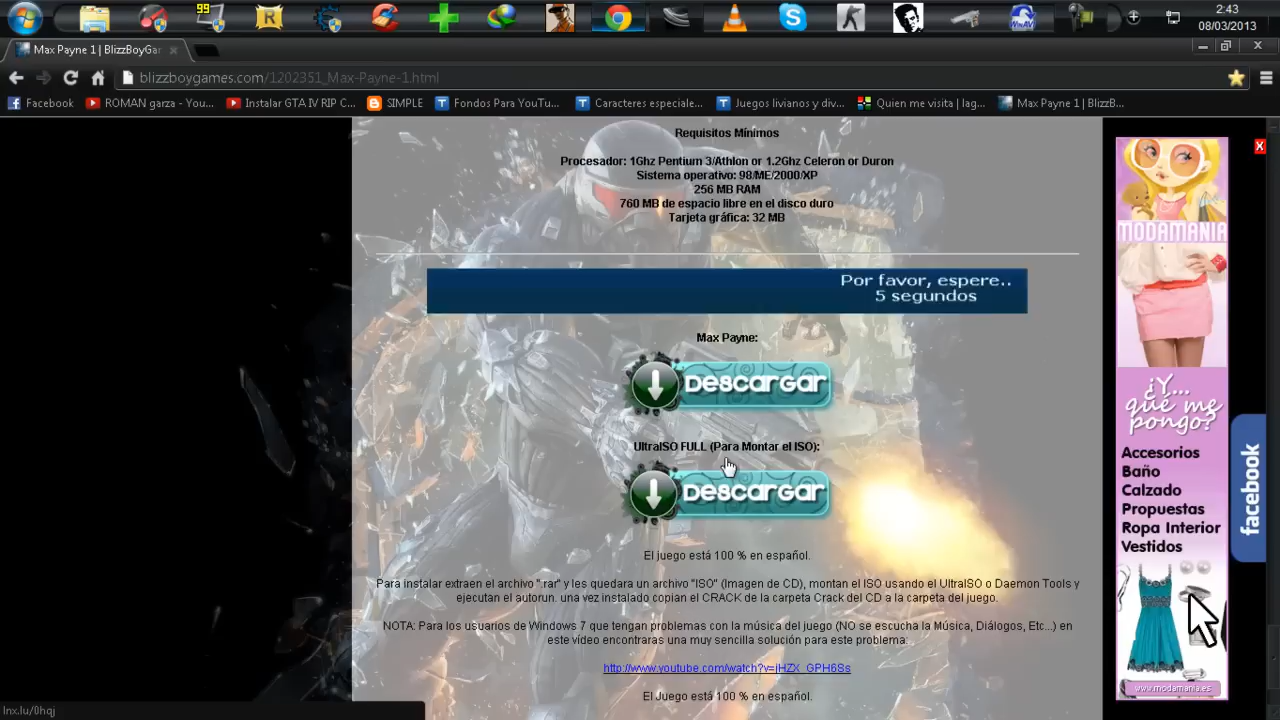 99
2:43
08/03/2013
Max Payne 1 | BlizzBoyGar
blizzboygames.com/1202351_Max-Payne-1.html
Facebook
ROMAN garza - You...
Instalar GTA IV RIP C...
SIMPLE
Fondos Para YouTu...
Caracteres especiale...
Juegos livianos y div...
Quien me visita | lag...
Max Payne 1 | BlizzB...
Requisitos Mínimos
Procesador: 1Ghz Pentium 3/Athlon or 1.2Ghz Celeron or Duron
Sistema operativo: 98/ME/2000/XP
256 MB RAM
760 MB de espacio libre en el disco duro
Tarjeta gráfica: 32 MB
Por favor, espere..
5 segundos
Max Payne:
Descargar
UltraISO FULL (Para Montar el ISO):
Descargar
El juego está 100 % en español.
Para instalar extraen el archivo ".rar" y les quedara un archivo "ISO" (Imagen de CD), montan el ISO usando el UltraISO o Daemon Tools y
ejecutan el autorun. una vez instalado copian el CRACK de la carpeta Crack del CD a la carpeta del juego.
NOTA: Para los usuarios de Windows 7 que tengan problemas con la música del juego (NO se escucha la Música, Diálogos, Etc...) en
este vídeo encontraras una muy sencilla solución para este problema:
http://www.youtube.com/watch?v=jHZX_GPH6Ss
El Juego está 100 % en español.
X
MODAMANIA
¿Y...
que me
pongo?
Accesorios
Baño
Calzado
Propuestas
Ropa Interior
Vestidos
www.modamania.es
facebook
lnx.lu/0hqj